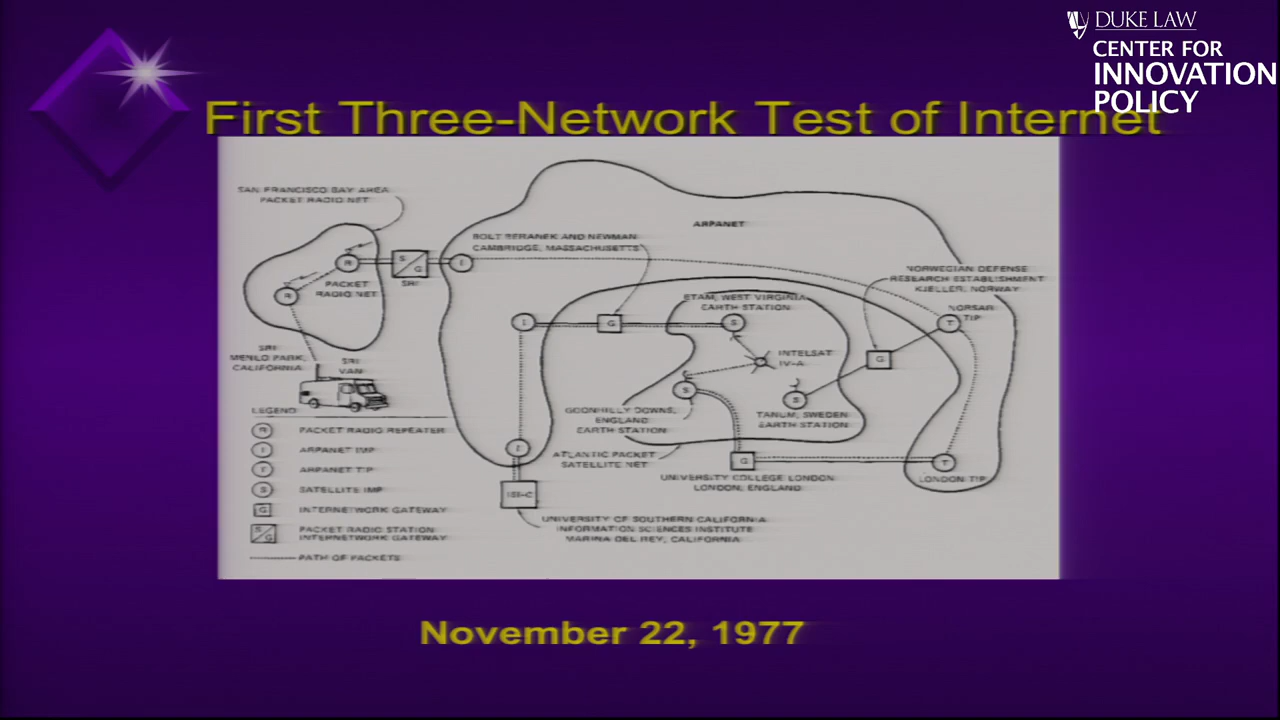 DUKE LAW
CENTER FOR
INNOVATION
POLICY
First Three-Network Test of Internet
SAN FRANCISCO BAY AREA
PACKET RADIO NET
ARPANET
BOLT BERANEK AND NEWMAN
CAMBRIDGE, MASSACHUSETTS
R
S
G
I
PACKET
RADIO NET
SRI
R
NORWEGIAN DEFENSE
RESEARCH ESTABLISHMENT
KJELLER, NORWAY
ETAM, WEST VIRGINIA
EARTH STATION
NORSAR
TIP
I
G
S
T
SRI
MENLO PARK,
CALIFORNIA
SRI
VAN
INTELSAT
IV-A
G
S
S
GOONHILLY DOWNS,
ENGLAND
EARTH STATION
TANUM, SWEDEN
EARTH STATION
I
ATLANTIC PACKET
SATELLITE NET
G
T
UNIVERSITY COLLEGE LONDON
LONDON, ENGLAND
LONDON TIP
UNIVERSITY OF SOUTHERN CALIFORNIA
INFORMATION SCIENCES INSTITUTE
MARINA DEL REY, CALIFORNIA
LEGEND
R PACKET RADIO REPEATER
I ARPANET IMP
T ARPANET TIP
S SATELLITE IMP
G INTERNETWORK GATEWAY
S
G
PACKET RADIO STATION
INTERNETWORK GATEWAY
PATH OF PACKETS
November 22, 1977